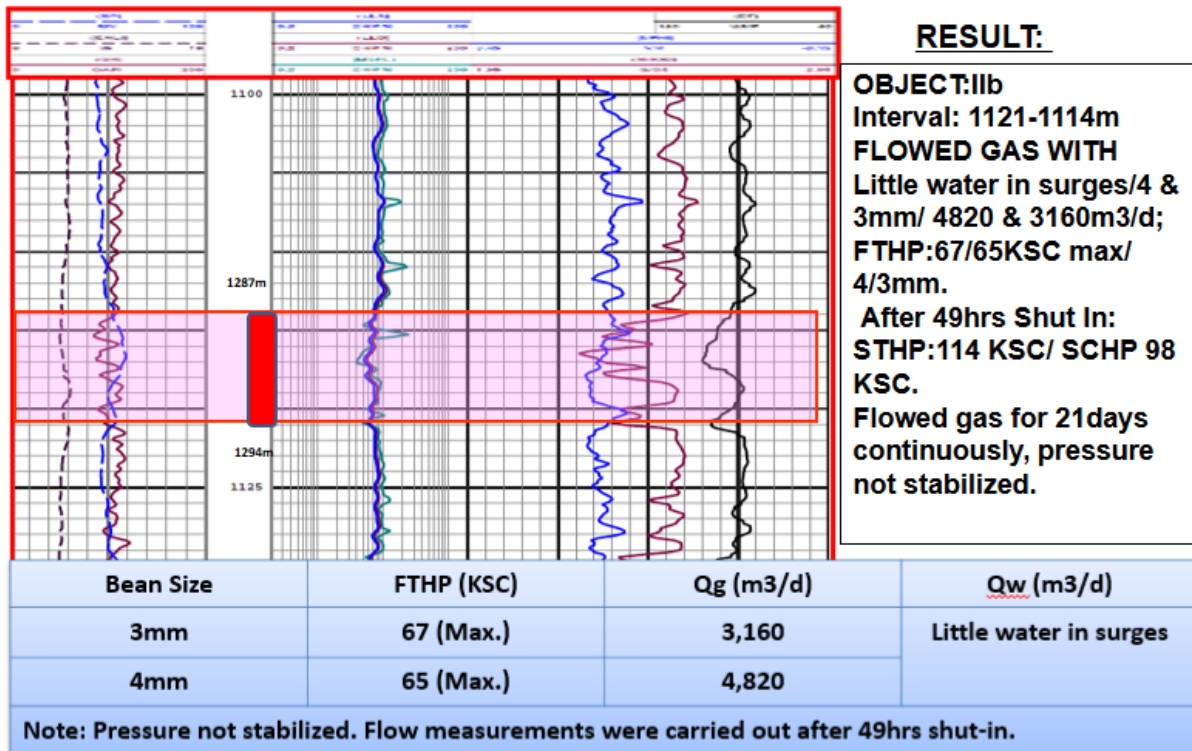 RESULT:
OBJECT:IIb
Interval: 1121-1114m
FLOWED GAS WITH
Little water in surges/4 &
3mm/ 4820 & 3160m3/d;
FTHP:67/65KSC max/
4/3mm.
After 49hrs Shut In:
STHP:114 KSC/ SCHP 98
KSC.
Flowed gas for 21days
continuously, pressure
not stabilized.
1100
1287m
1294m
1125
Bean Size FTHP (KSC) Qg (m3/d) Qw (m3/d)
3mm 67 (Max.) 3,160 Little water in surges
4mm 65 (Max.) 4,820
Note: Pressure not stabilized. Flow measurements were carried out after 49hrs shut-in.